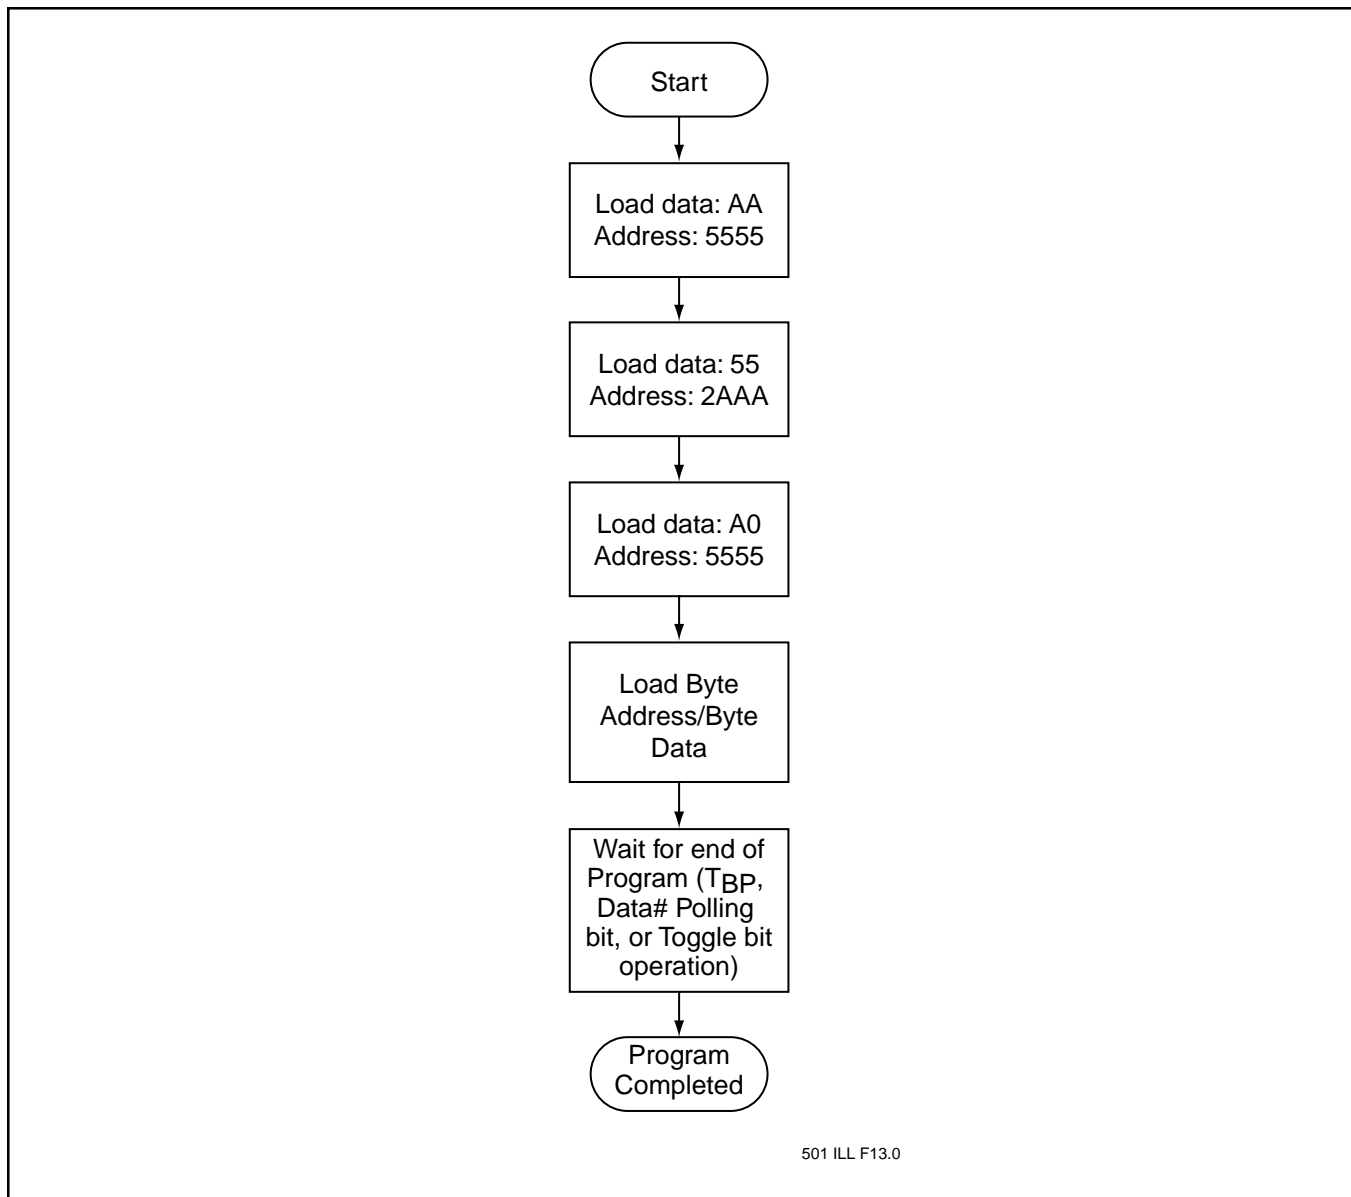 Start
Load data: AA
Address: 5555
Load data: 55
Address: 2AAA
Load data: A0
Address: 5555
Load Byte
Address/Byte
Data
Wait for end of
Program (TBP,
Data# Polling
bit, or Toggle bit
operation)
Program
Completed
501 ILL F13.0